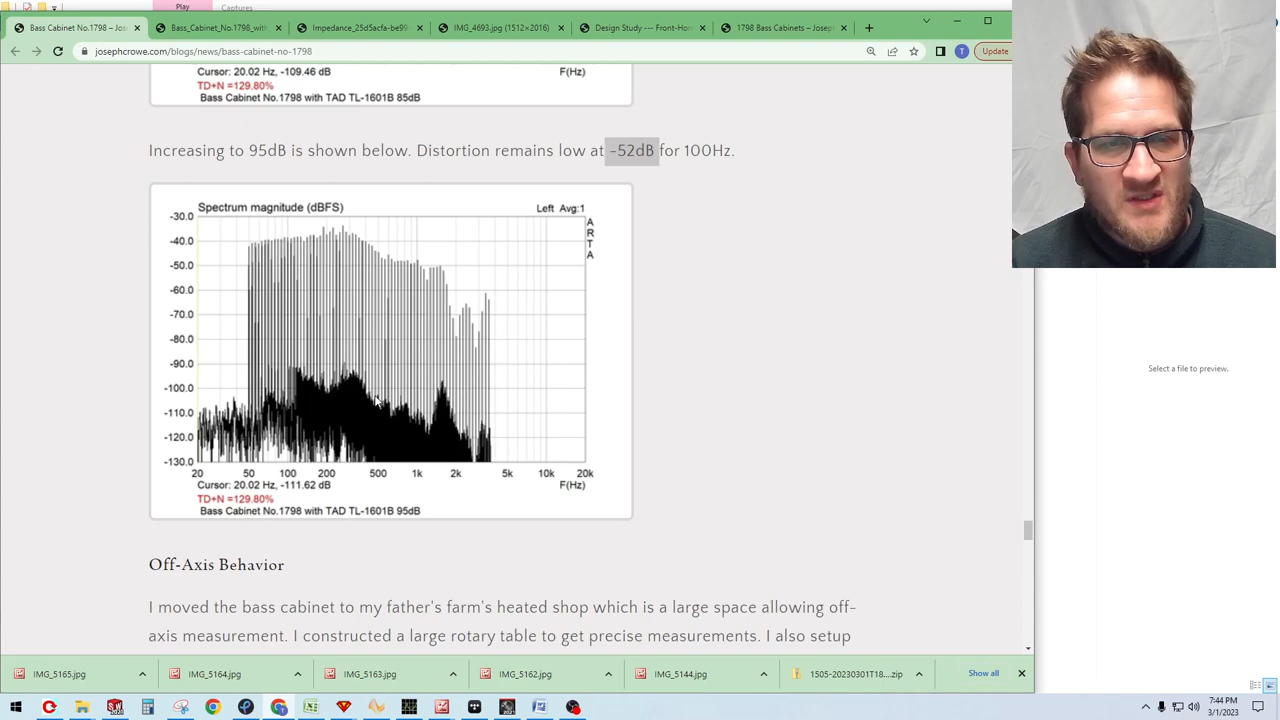 Play
Captures
Bass Cabinet No.1798 – Jos
Bass_Cabinet_No.1798_with
Impedance_25d5acfa-be99
IMG_4693.jpg (1512×2016)
Design Study --- Front-Hor
1798 Bass Cabinets – Josep
josephcrowe.com/blogs/news/bass-cabinet-no-1798
T
Update
Cursor: 20.02 Hz, -109.46 dB
F(Hz)
TD+N =129.80%
Bass Cabinet No.1798 with TAD TL-1601B 85dB
Increasing to 95dB is shown below. Distortion remains low at -52dB for 100Hz.
Spectrum magnitude (dBFS)
Left Avg:1
A
R
T
A
-30.0
-40.0
-50.0
-60.0
-70.0
-80.0
-90.0
-100.0
-110.0
-120.0
-130.0
20 50 100 200 500 1k 2k 5k 10k 20k
Cursor: 20.02 Hz, -111.62 dB
F(Hz)
TD+N =129.80%
Bass Cabinet No.1798 with TAD TL-1601B 95dB
Select a file to preview.
Off-Axis Behavior
I moved the bass cabinet to my father's farm's heated shop which is a large space allowing off-
axis measurement. I constructed a large rotary table to get precise measurements. I also setup
IMG_5165.jpg
IMG_5164.jpg
IMG_5163.jpg
IMG_5162.jpg
IMG_5144.jpg
1505-20230301T18....zip
Show all
7:44 PM
3/1/2023